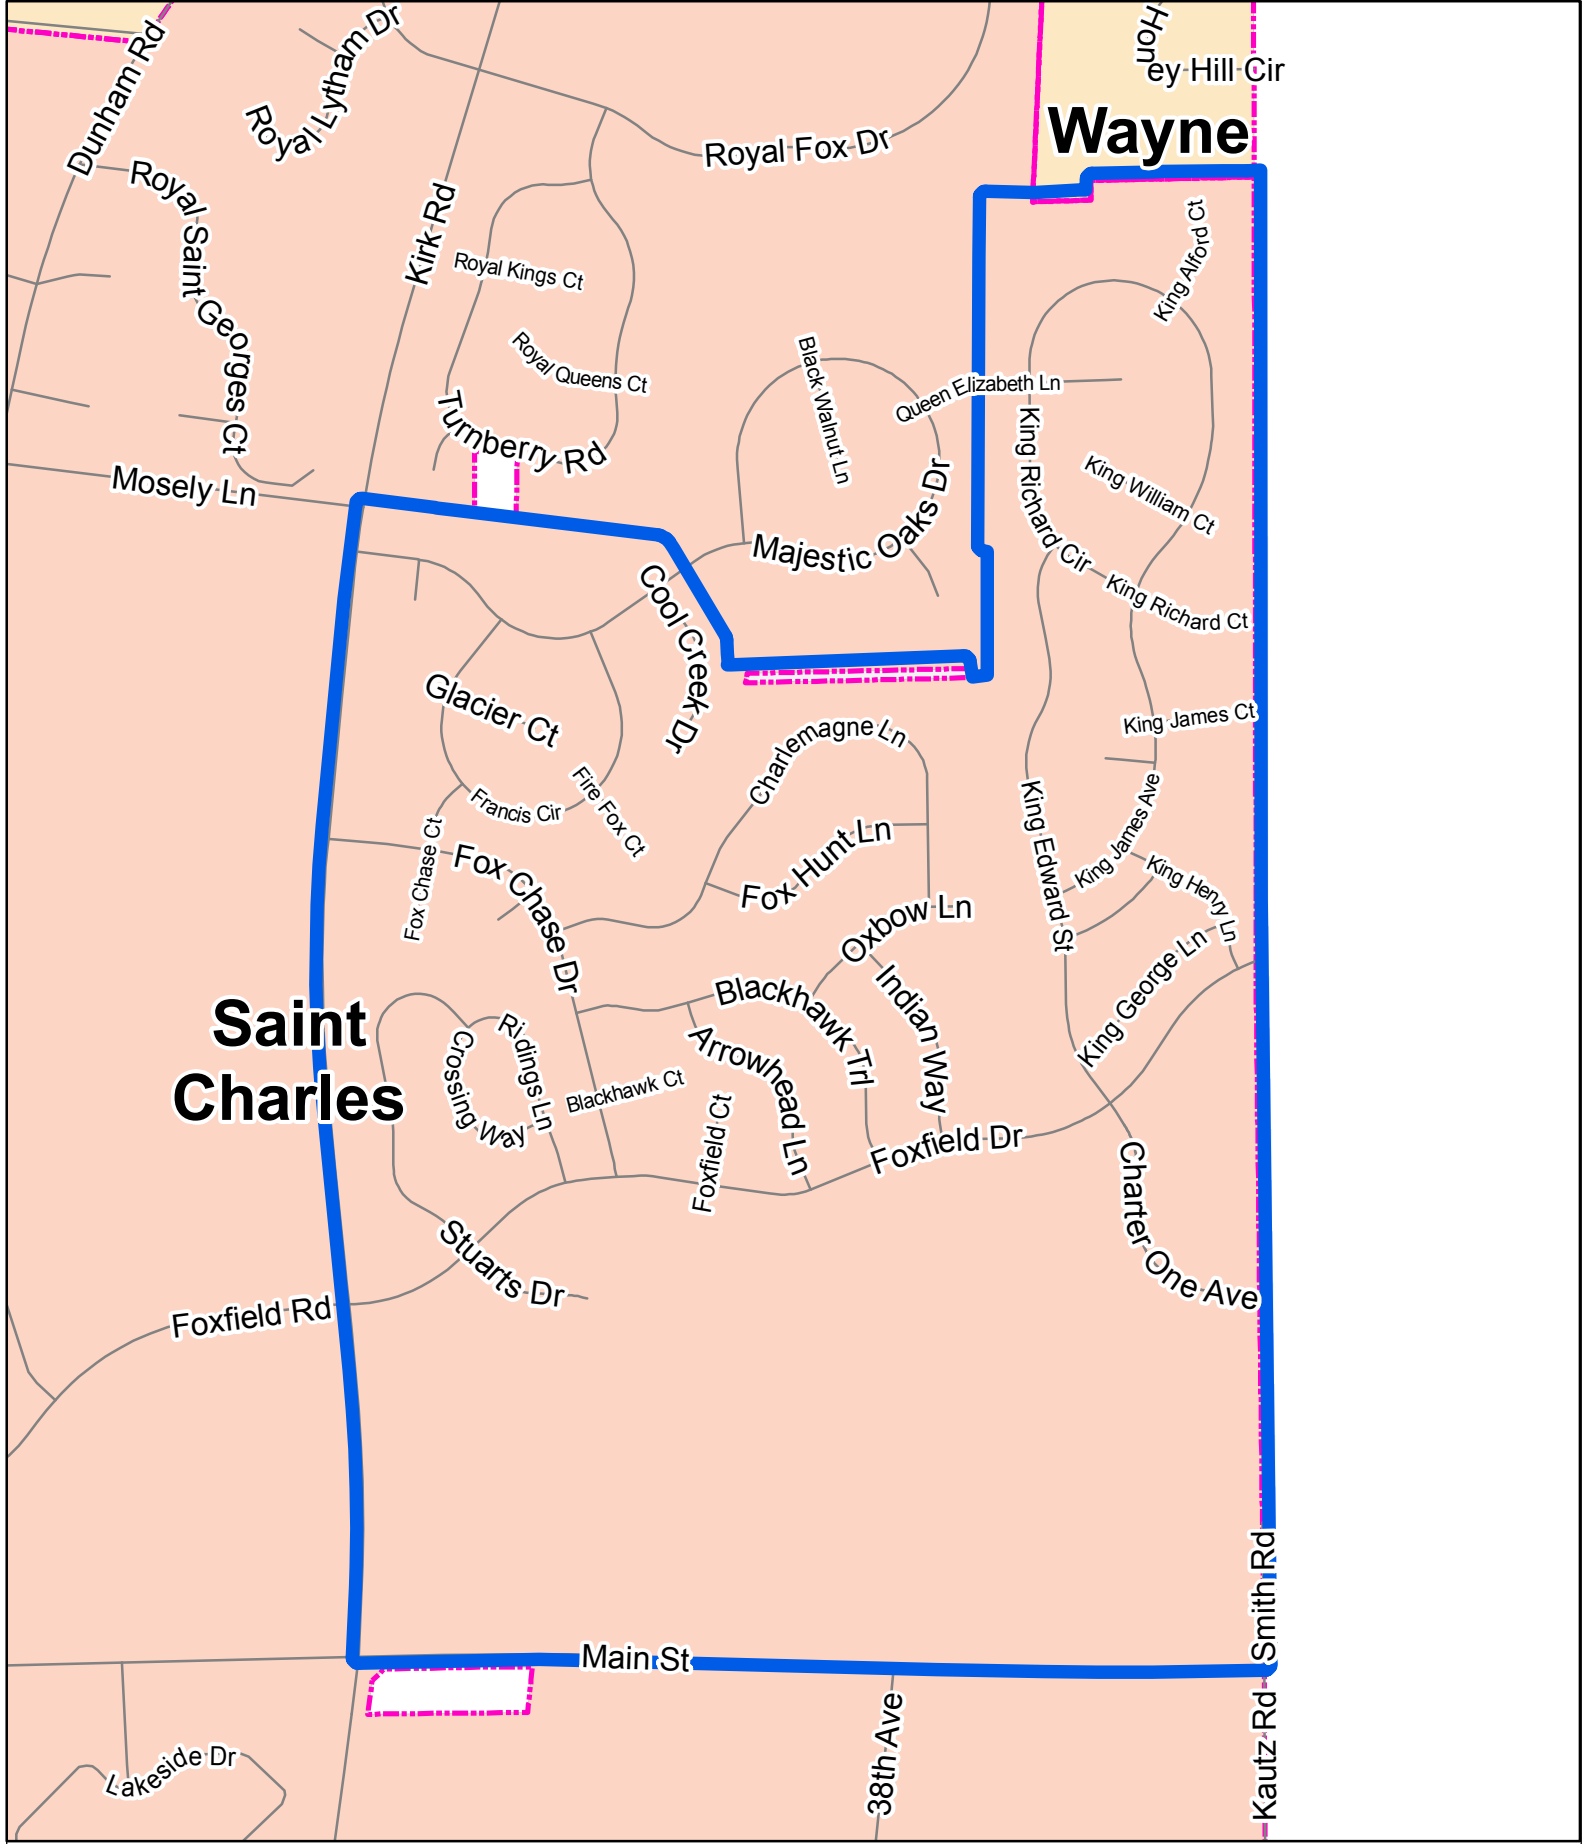 Royal Lytham Dr
Dunham Rd
Honey Hill Cir
Wayne
Royal Fox Dr
Royal Saint Georges Ct
Kirk Rd
Royal Kings Ct
King Alford Ct
Royal Queens Ct
Black Walnut Ln
Queen Elizabeth Ln
Turnberry Rd
King Richard Cir
King William Ct
Mosely Ln
Majestic Oaks Dr
Cool Creek Dr
King Richard Ct
Glacier Ct
King James Ct
Charlemagne Ln
Fire Fox Ct
Francis Cir
King James Ave
King Edward St
Fox Chase Ct
Fox Hunt Ln
Fox Chase Dr
King Henry Ln
Oxbow Ln
King George Ln
Indian Way
Blackhawk Trl
Saint
Charles
Ridings Ln
Crossing Way
Arrowhead Ln
Blackhawk Ct
Foxfield Ct
Foxfield Dr
Charter One Ave
Stuarts Dr
Foxfield Rd
Smith Rd
Main St
38th Ave
Kautz Rd
Lakeside Dr